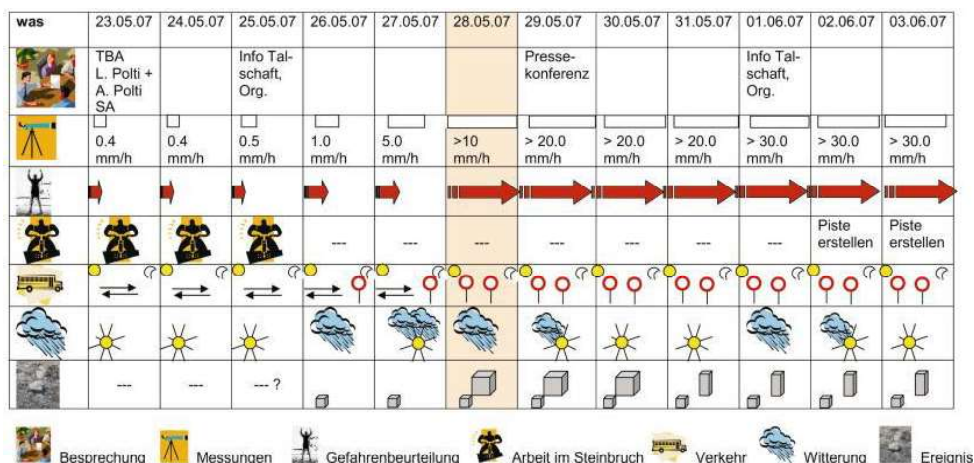 was 23.05.07 24.05.07 25.05.07 26.05.07 27.05.07 28.05.07 29.05.07 30.05.07 31.05.07 01.06.07 02.06.07 03.06.07
TBA
L. Polti +
A. Polti
SA
Info Tal-
schaft,
Org.
Presse-
konferenz
Info Tal-
schaft,
Org.
0.4 0.4 0.5 1.0 5.0 >10 > 20.0 > 20.0 > 20.0 > 30.0 > 30.0 > 30.0
mm/h mm/h mm/h mm/h mm/h mm/h mm/h mm/h mm/h mm/h mm/h mm/h
--- --- --- --- --- --- ---
Piste
erstellen
Piste
erstellen
--- --- --- ?
Besprechung Messungen Gefahrenbeurteilung Arbeit im Steinbruch Verkehr Witterung Ereignis